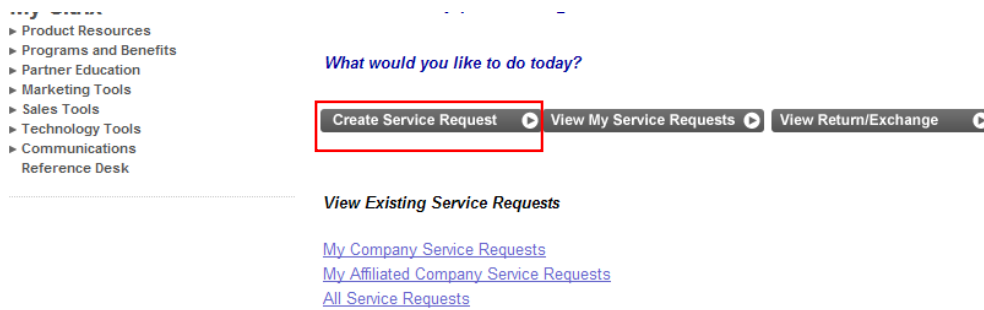 Product Resources
Programs and Benefits
Partner Education
Marketing Tools
Sales Tools
Technology Tools
Communications
Reference Desk
What would you like to do today?
Create Service Request
View My Service Requests
View Return/Exchange
View Existing Service Requests
My Company Service Requests
My Affiliated Company Service Requests
All Service Requests